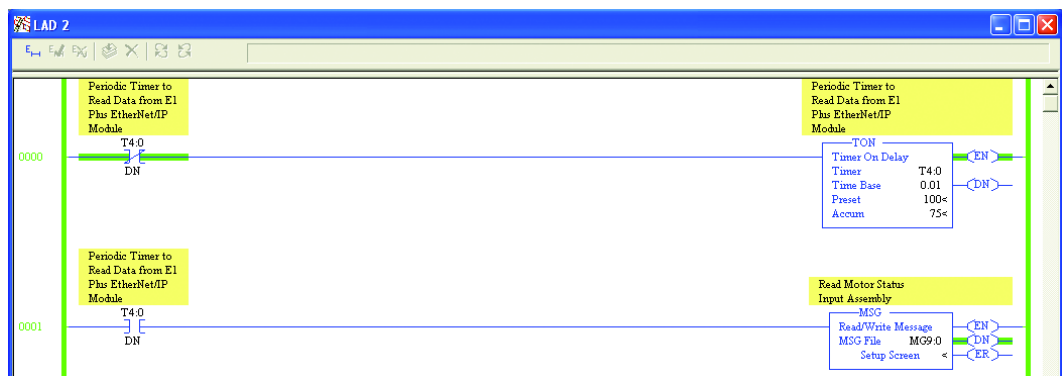 LAD 2
Periodic Timer to
Read Data from E1
Plus EtherNet/IP
Module
T4:0
DN
0000
Periodic Timer to
Read Data from E1
Plus EtherNet/IP
Module
TON
Timer On Delay
Timer T4:0
Time Base 0.01
Preset 100<
Accum 75<
EN
DN
Periodic Timer to
Read Data from E1
Plus EtherNet/IP
Module
T4:0
DN
0001
Read Motor Status
Input Assembly
MSG
Read/Write Message
MSG File MG9:0
Setup Screen <
EN
DN
ER